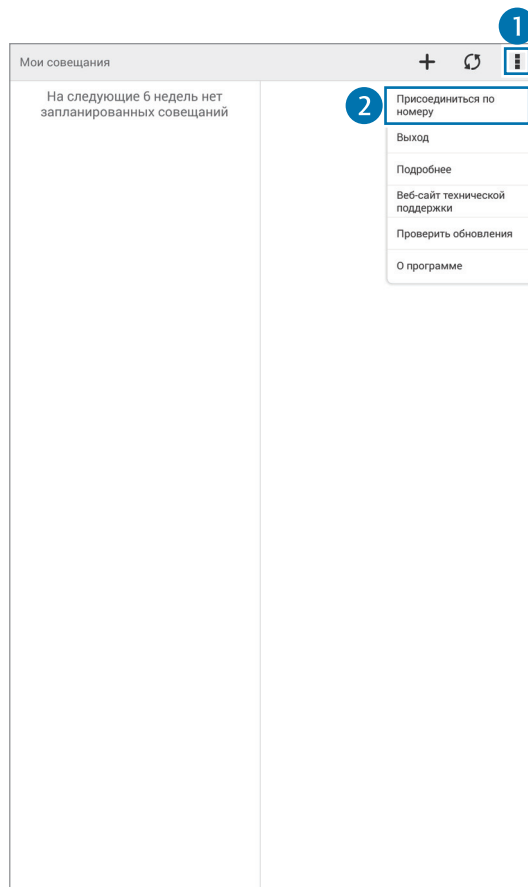 1
Мои совещания
На следующие 6 недель нет
запланированных совещаний
2
Присоединиться по
номеру
Выход
Подробнее
Веб-сайт технической
поддержки
Проверить обновления
О программе